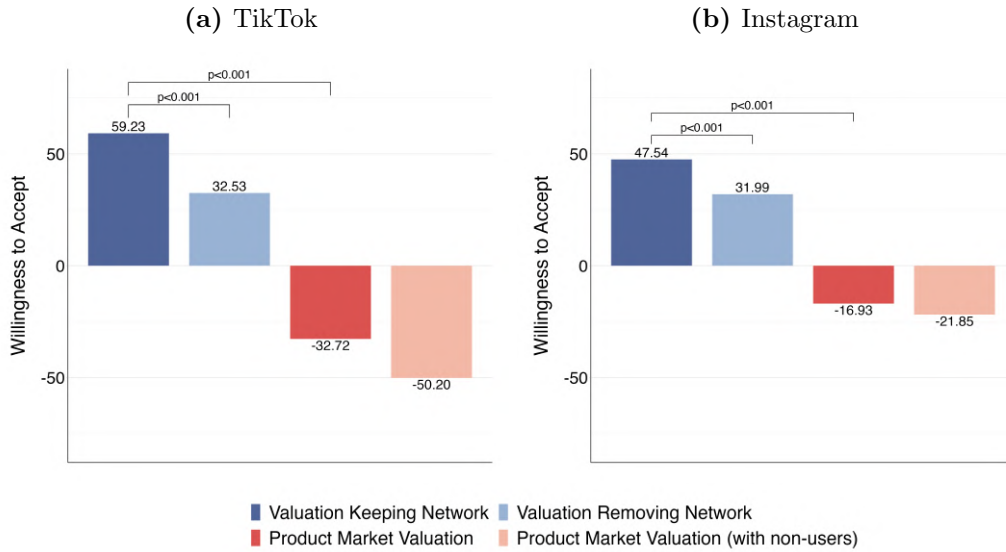 (a) TikTok
(b) Instagram
Willingness to Accept
50
0
-50
p<0.001
p<0.001
59.23
32.53
-32.72
-50.20
Willingness to Accept
50
0
-50
p<0.001
p<0.001
47.54
31.99
-16.93
-21.85
Valuation Keeping Network
Valuation Removing Network
Product Market Valuation
Product Market Valuation (with non-users)